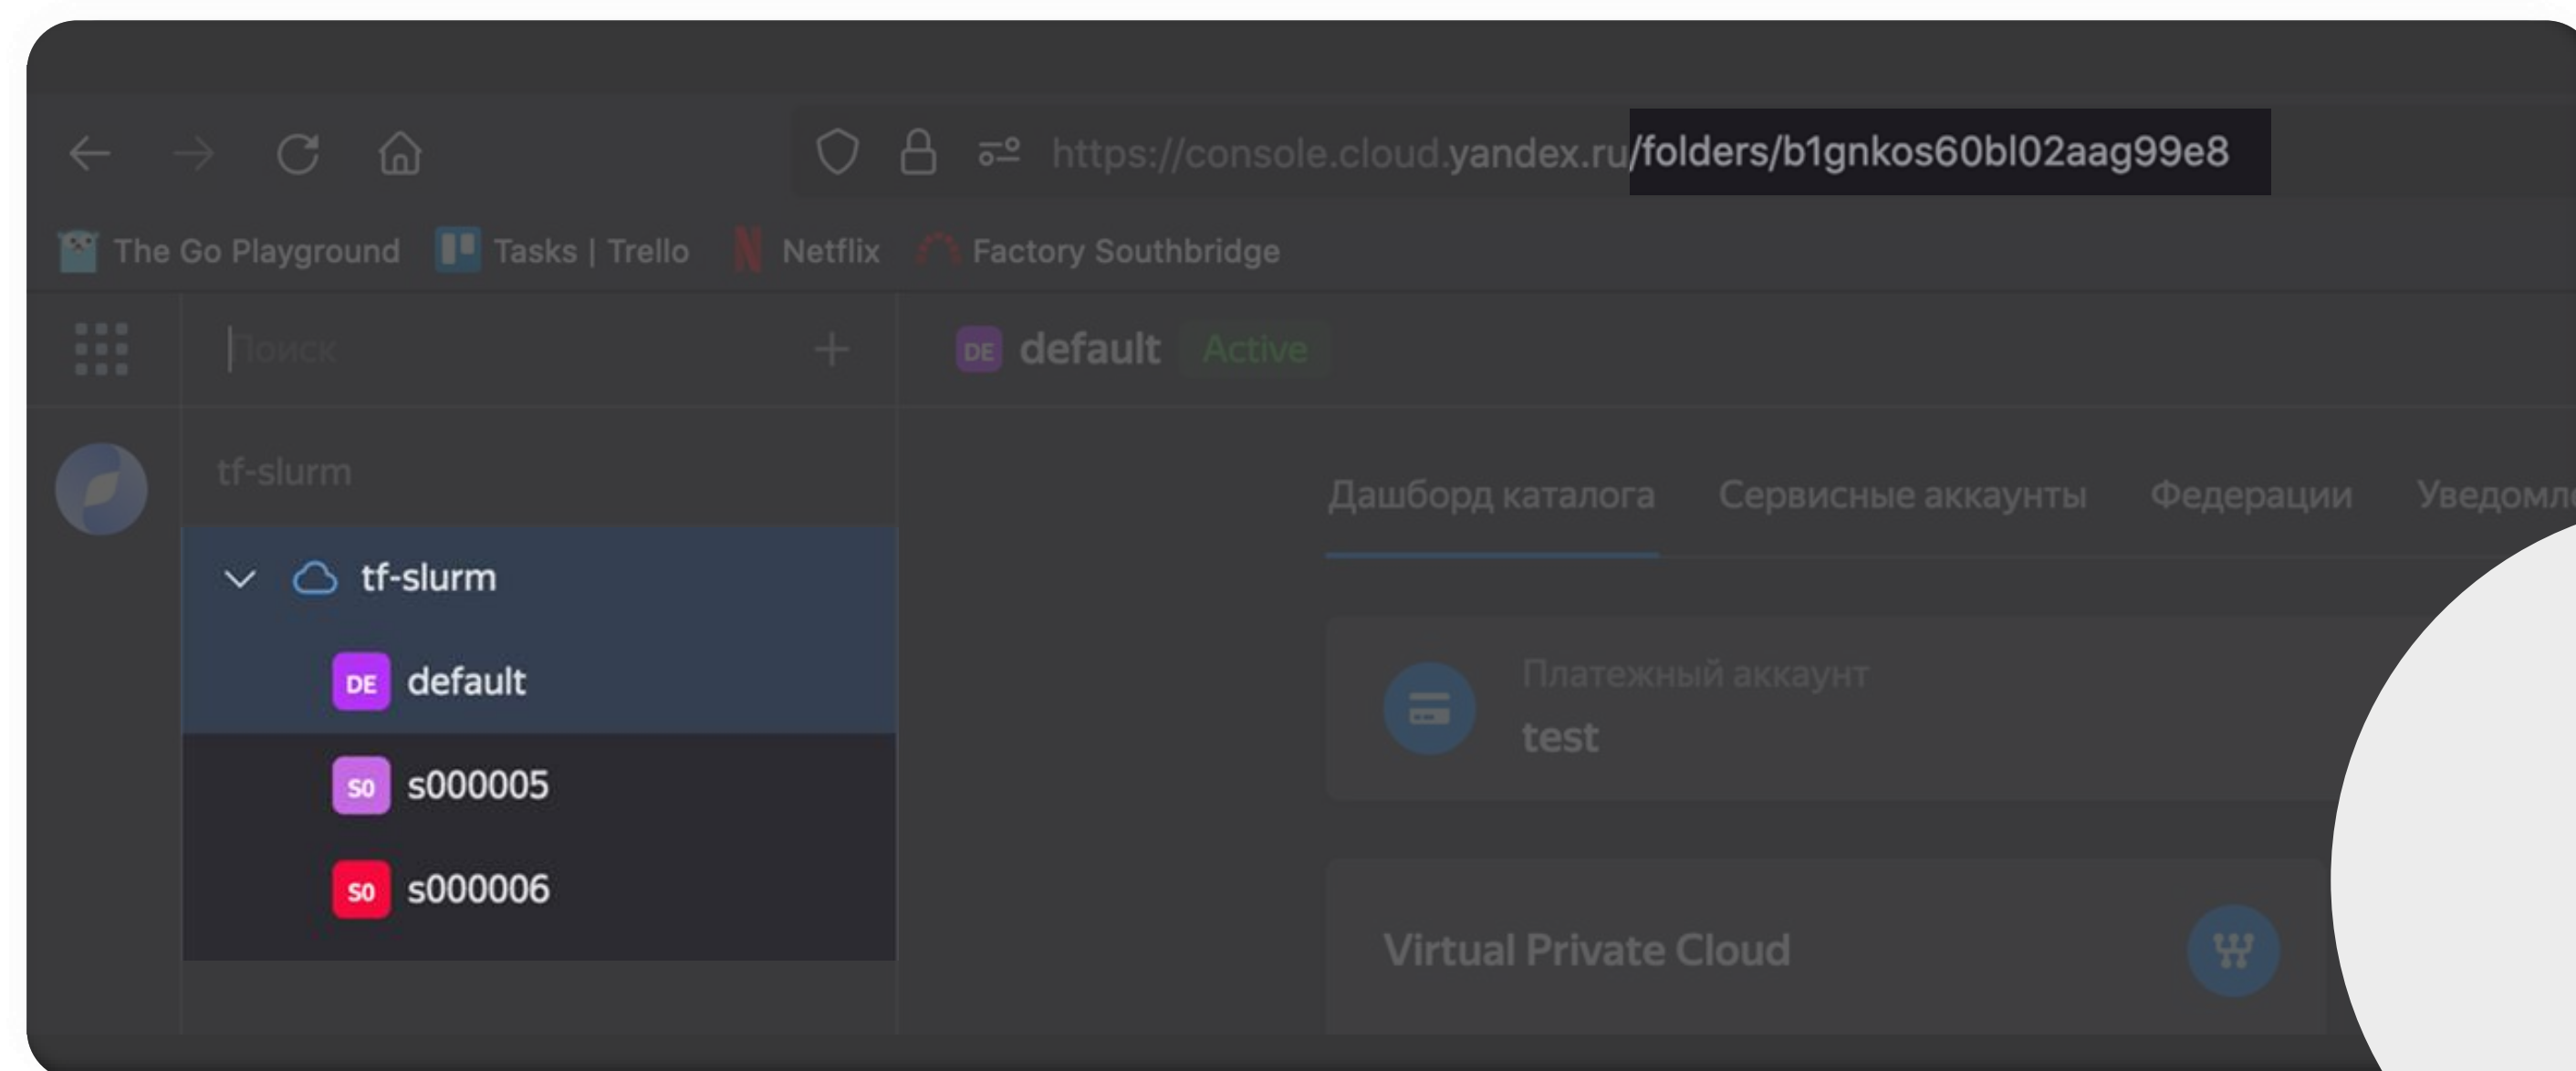 https://console.cloud.yandex.ru/folders/b1gnkos60bl02aag99e8
The Go Playground Tasks | Trello Netflix Factory Southbridge
Поиск
DE default Active
tf-slurm
Дашборд каталога Сервисные аккаунты Федерации
tf-slurm
DE default
s0 s000005
s0 s000006
Платежный аккаунт
test
Virtual Private Cloud